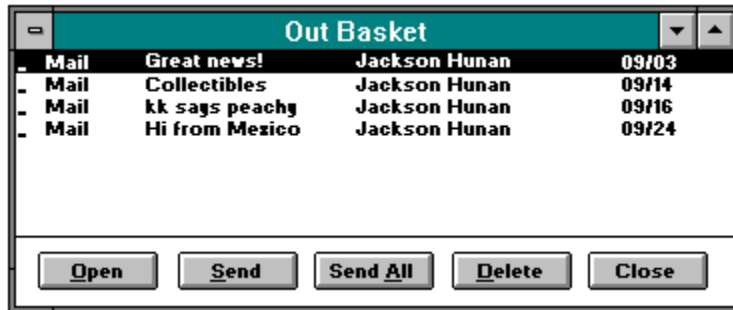 Out Basket
Mail Great news! Jackson Hunan 09/03
Mail Collectibles Jackson Hunan 09/14
Mail kk says peachy Jackson Hunan 09/16
Mail Hi from Mexico Jackson Hunan 09/24
Open Send Send All Delete Close